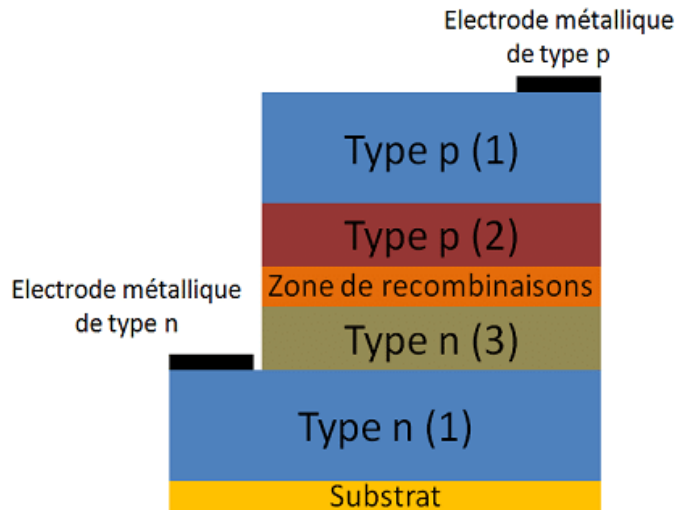 Electrode métallique
de type p
Type p (1)
Type p (2)
Zone de recombinaisons
Electrode métallique
de type n
Type n (3)
Type n (1)
Substrat